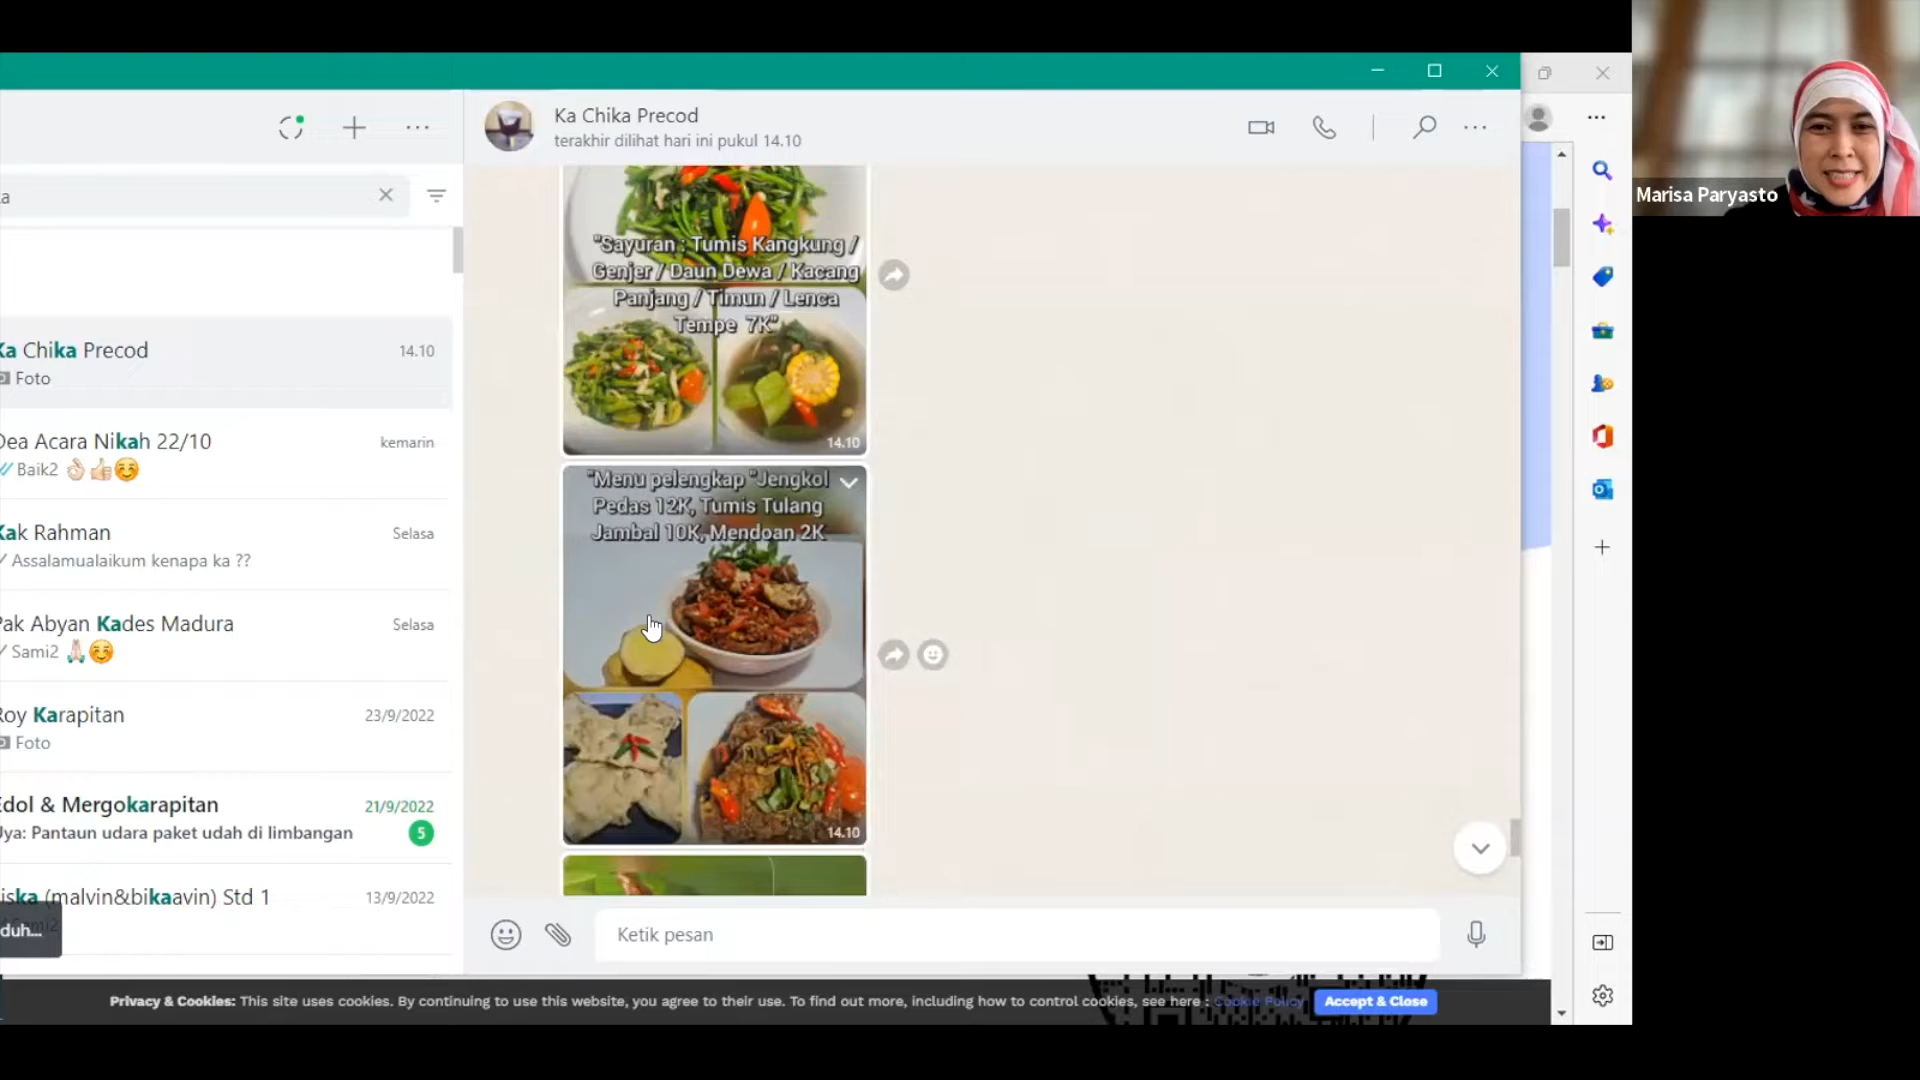 Ka Chika Precod
terakhir dilihat hari ini pukul 14.10
a
Ka Chika Precod
14.10
Foto
Dea Acara Nikah 22/10
kemarin
Baik2 👌🏻👍🏻☺️
Kak Rahman
Selasa
Assalamualaikum kenapa ka ??
Pak Abyan Kades Madura
Selasa
Sami2 🙏🏻☺️
Roy Karapitan
23/9/2022
Foto
Edol & Mergokarapitan
21/9/2022
Uya: Pantaun udara paket udah di limbangan
5
iska (malvin&bikaavin) Std 1
13/9/2022
duh...
"Sayuran : Tumis Kangkung /
Genjer / Daun Dewa / Kacang
Panjang / Timun / Lenca
Tempe 7K"
14.10
"Menu pelengkap "Jengkol
Pedas 12K, Tumis Tulang
Jambal 10K, Mendoan 2K
14.10
Ketik pesan
Privacy & Cookies: This site uses cookies. By continuing to use this website, you agree to their use. To find out more, including how to control cookies, see here : Cookie Policy
Accept & Close
Marisa Paryasto